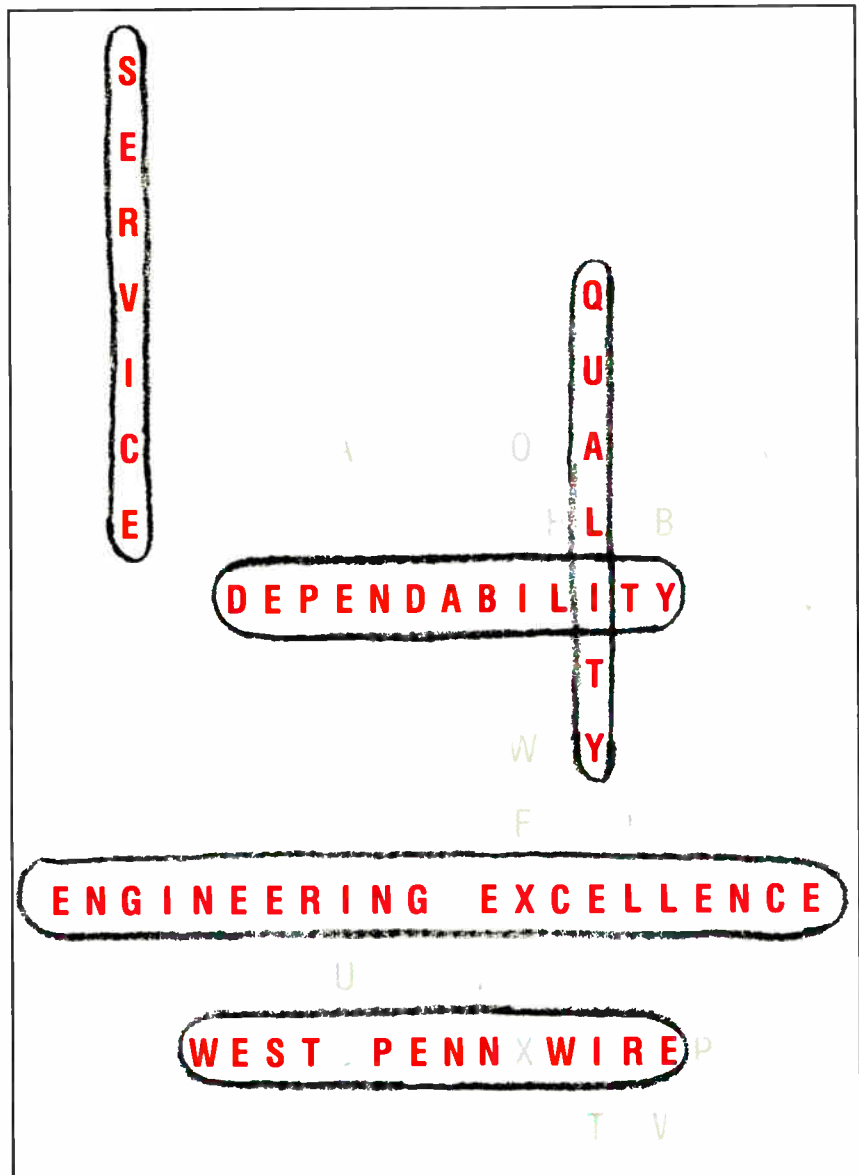 SERVICE
QUALITY
DEPENDABILITY
ENGINEERING EXCELLENCE
WEST PENN WIRE